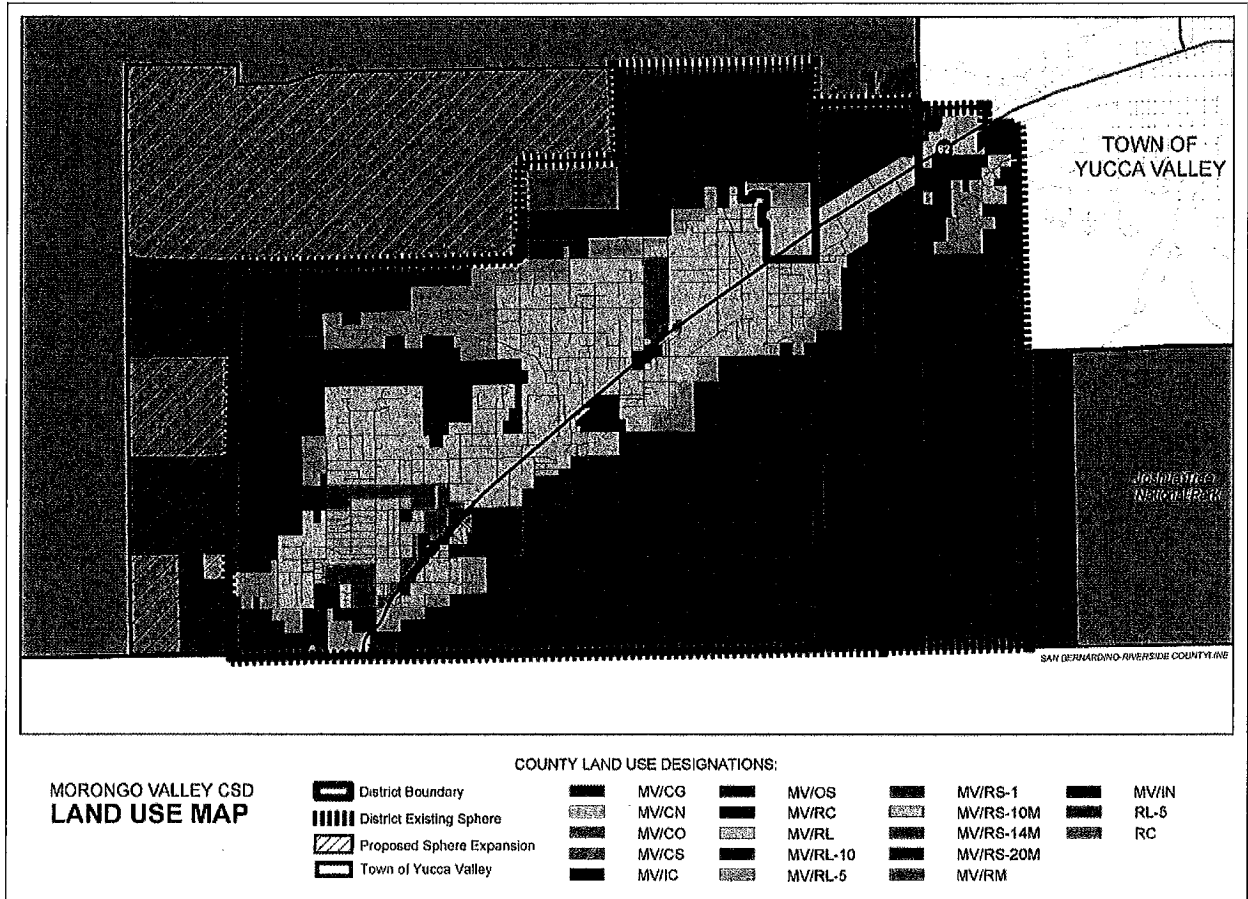 TOWN OF
YUCCA VALLEY
62
Joshua Tree
National Park
SAN BERNARDINO-RIVERSIDE COUNTY LINE
MORONGO VALLEY CSD
LAND USE MAP
District Boundary
District Existing Sphere
Proposed Sphere Expansion
Town of Yucca Valley
COUNTY LAND USE DESIGNATIONS:
MV/CG
MV/CN
MV/CO
MV/CS
MV/IC
MV/OS
MV/RC
MV/RL
MV/RL-10
MV/RL-5
MV/RS-1
MV/RS-10M
MV/RS-14M
MV/RS-20M
MV/RM
MV/IN
RL-5
RC